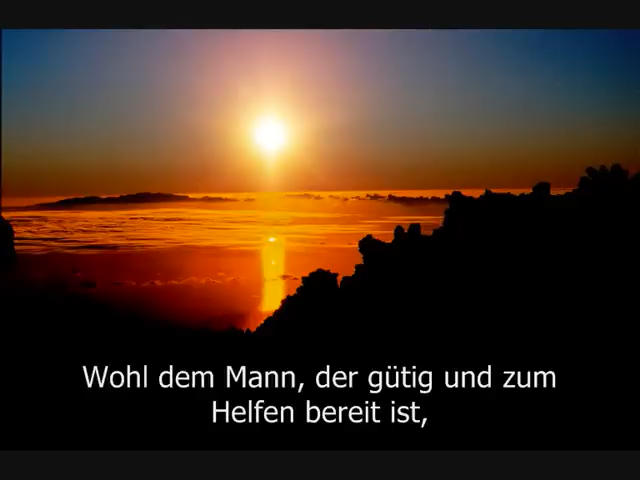 Wohl dem Mann, der gütig und zum
Helfen bereit ist,